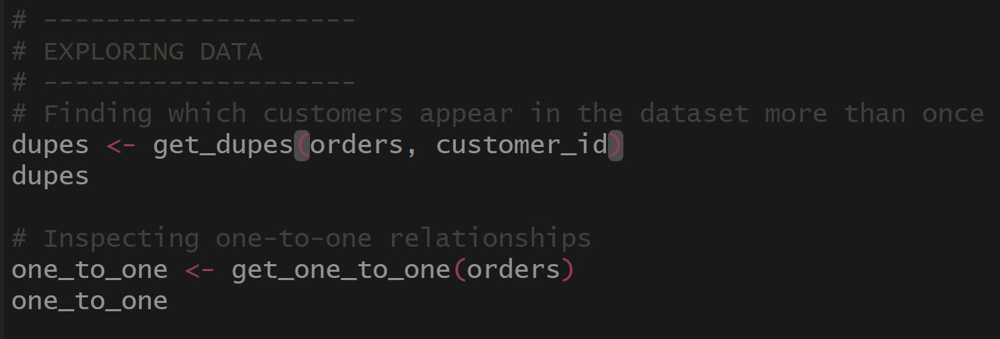 # --------------------
# EXPLORING DATA
# --------------------
# Finding which customers appear in the dataset more than once
dupes <- get_dupes(orders, customer_id)
dupes
# Inspecting one-to-one relationships
one_to_one <- get_one_to_one(orders)
one_to_one